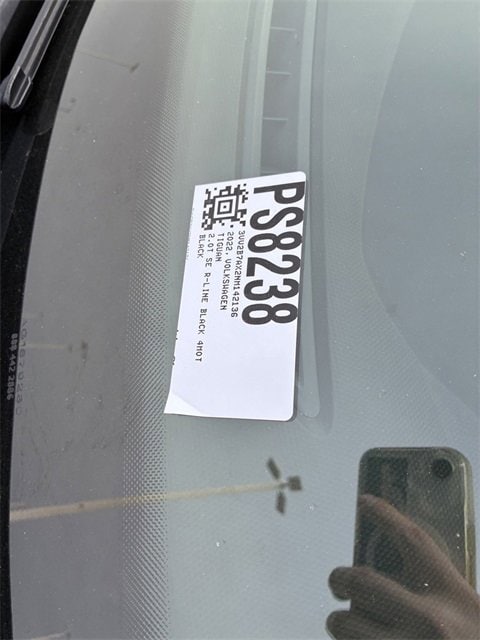 PS8238
3VV2B7AX2NM142136
2022, VOLKSWAGEN
TIGUAN
2.0T SE R-LINE BLACK 4MOT
BLACK